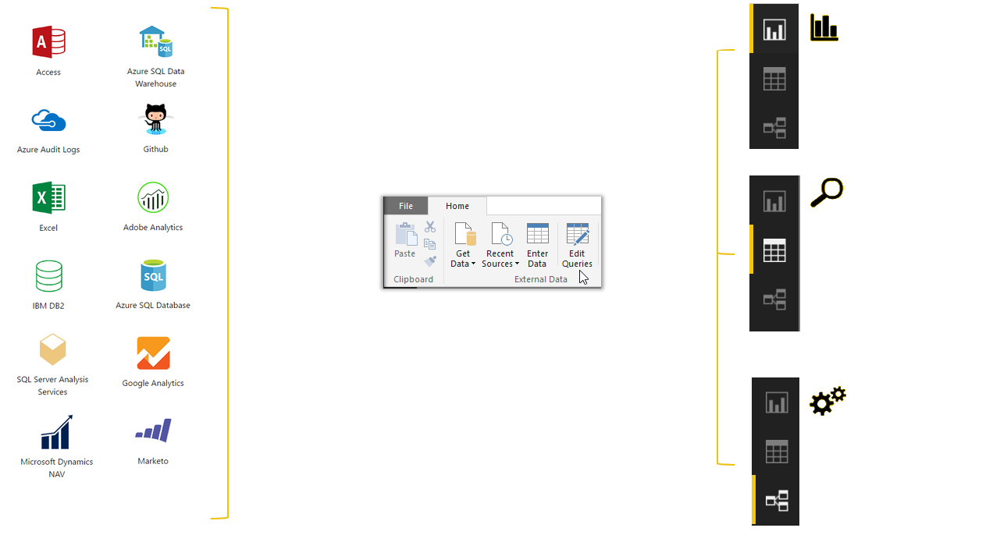 Access
Azure SQL Data
Warehouse
SQL
Azure Audit Logs
Github
Excel
Adobe Analytics
IBM DB2
SQL
Azure SQL Database
SQL Server Analysis
Services
Google Analytics
Microsoft Dynamics
NAV
Marketo
File Home
Paste
Get
Data
Recent
Sources
Enter
Data
Edit
Queries
Clipboard
External Data
A
X